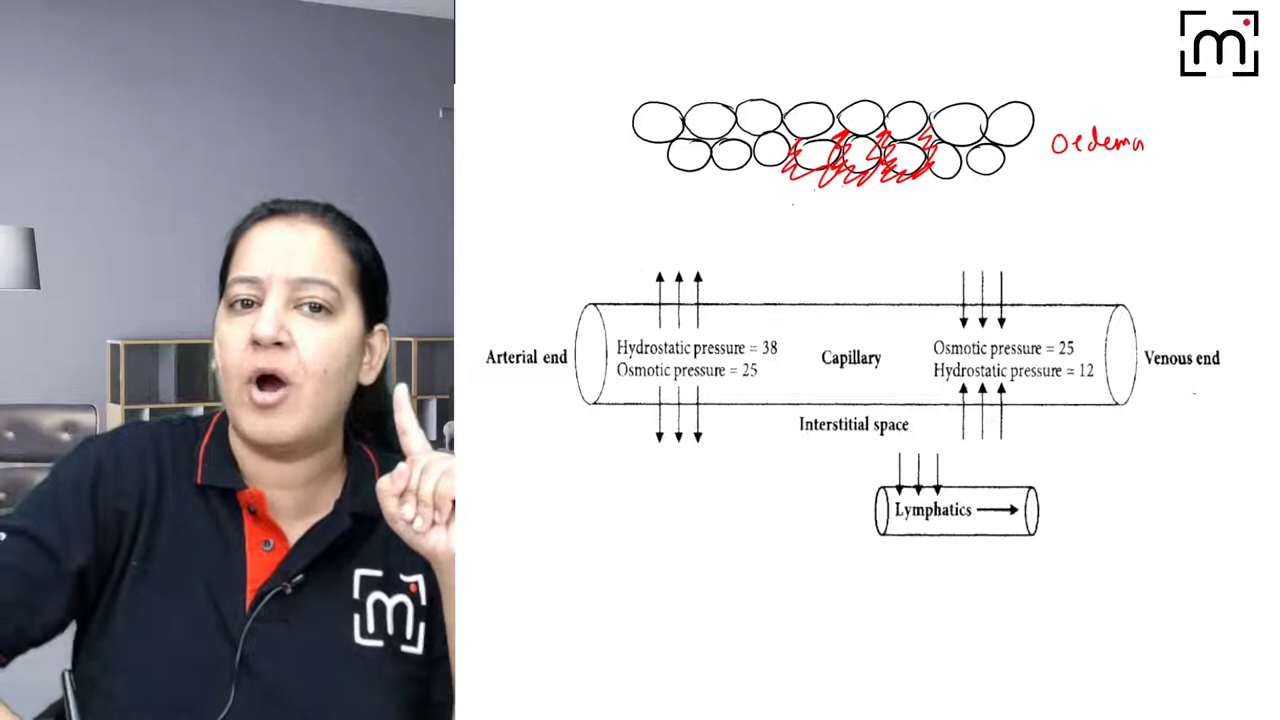 m
Oedema
Hydrostatic pressure = 38
Osmotic pressure = 25
Arterial end
Capillary
Osmotic pressure = 25
Hydrostatic pressure = 12
Venous end
Interstitial space
Lymphatics
m